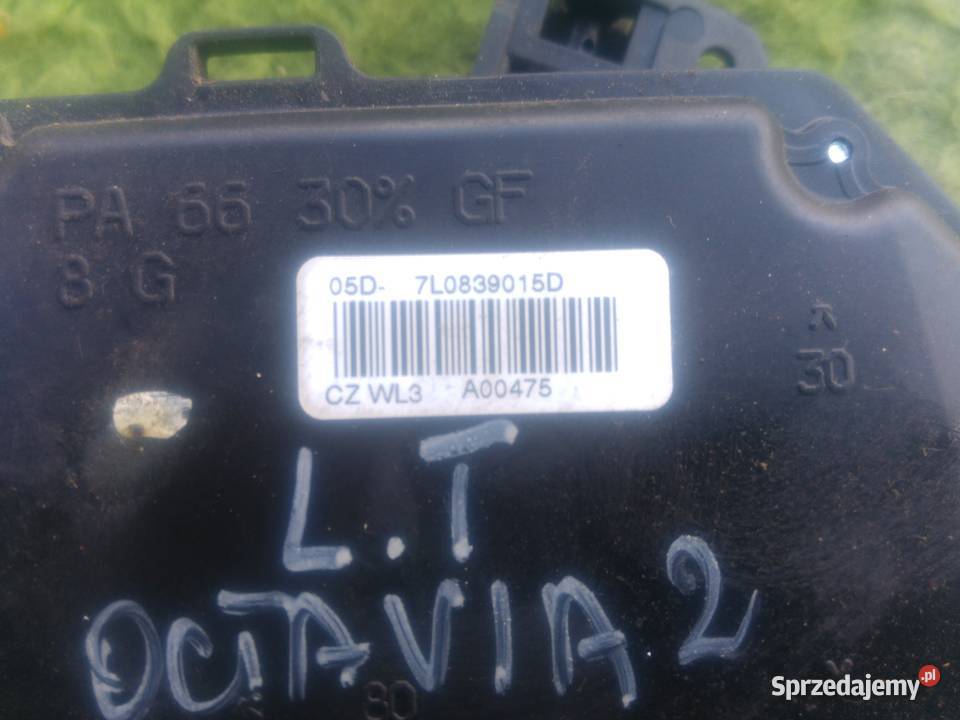 PA 66 30% GF
8 G
05D- 7L0839015D
CZ WL3 A00475
30
L.T
OCTAVIA 2
80
Sprzedajemy.pl